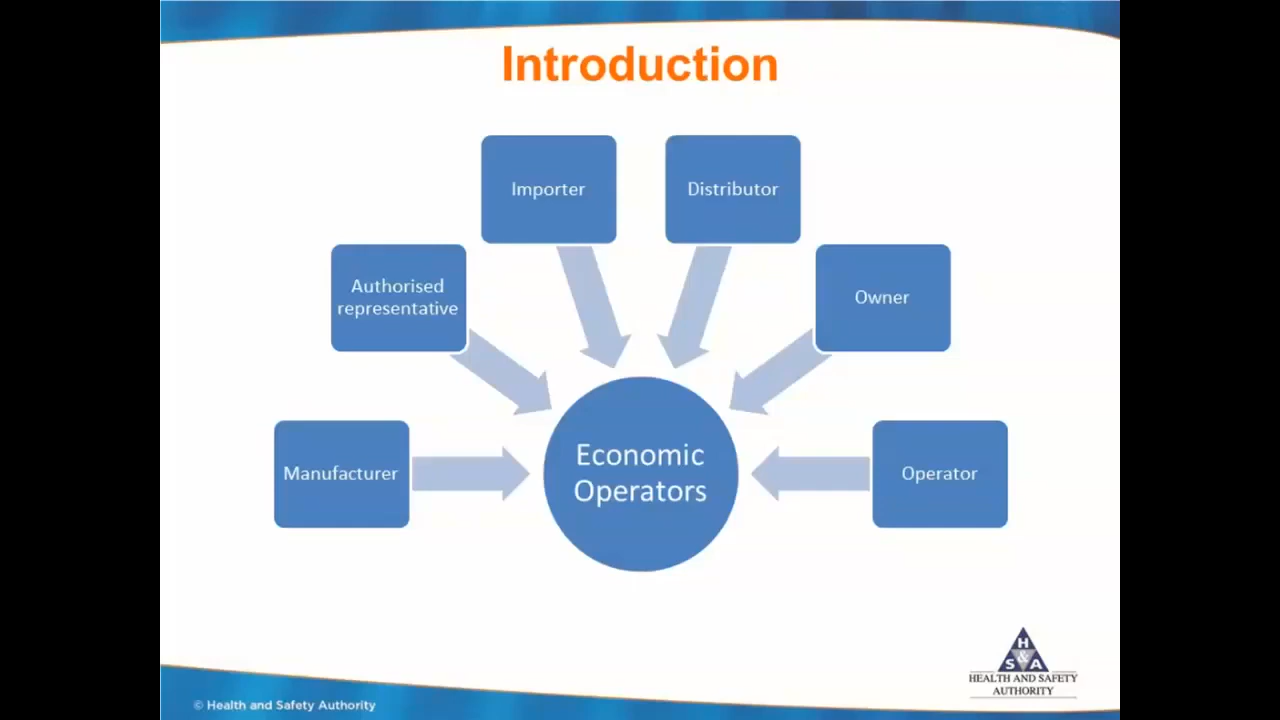 Introduction
Importer
Distributor
Authorised
representative
Owner
Manufacturer
Economic
Operators
Operator
H
S & A
HEALTH AND SAFETY
AUTHORITY
© Health and Safety Authority